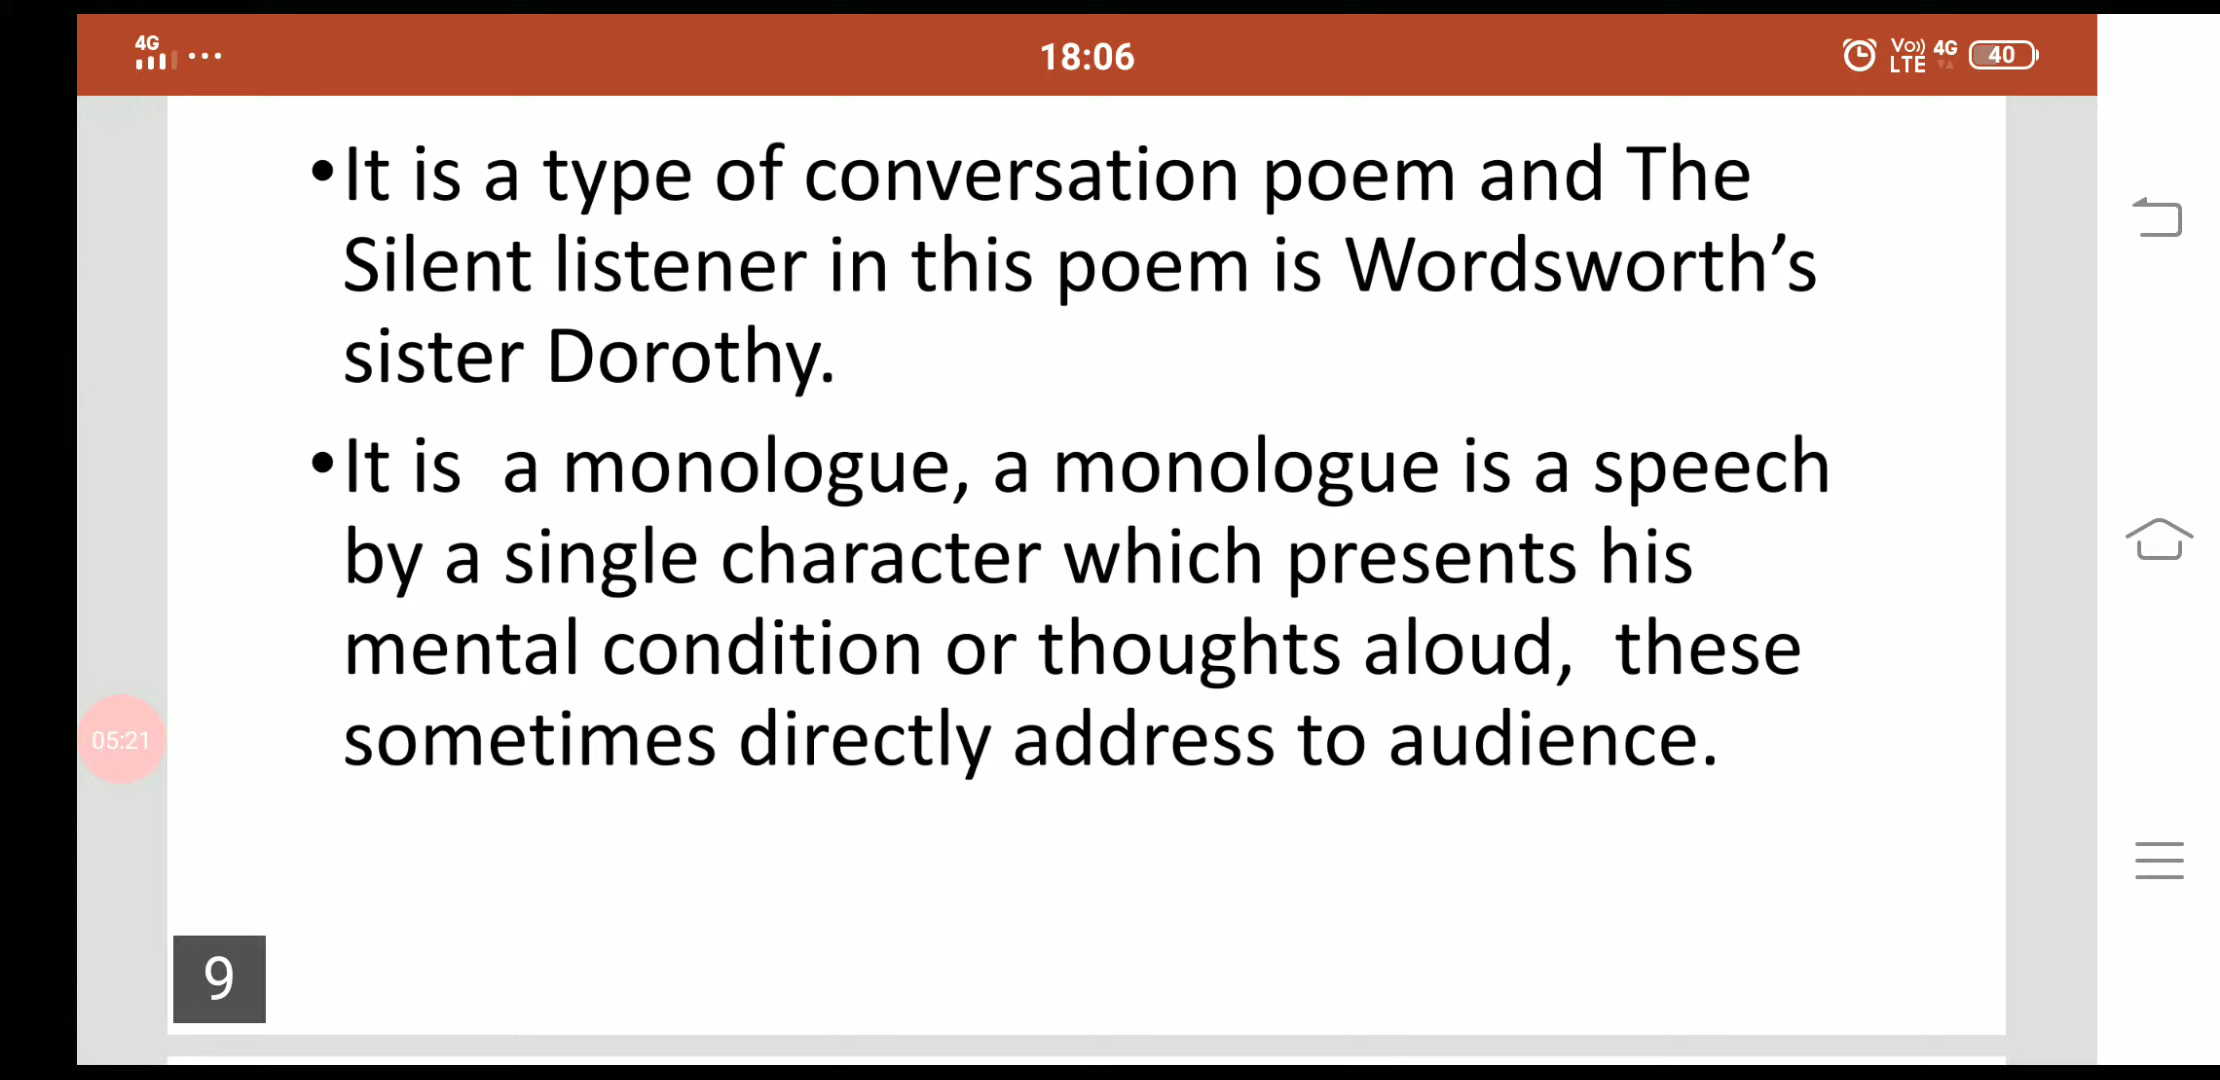 4G
18:06
Vo)) 4G
LTE
40
•It is a type of conversation poem and The
Silent listener in this poem is Wordsworth’s
sister Dorothy.
•It is a monologue, a monologue is a speech
by a single character which presents his
mental condition or thoughts aloud, these
sometimes directly address to audience.
05:21
9